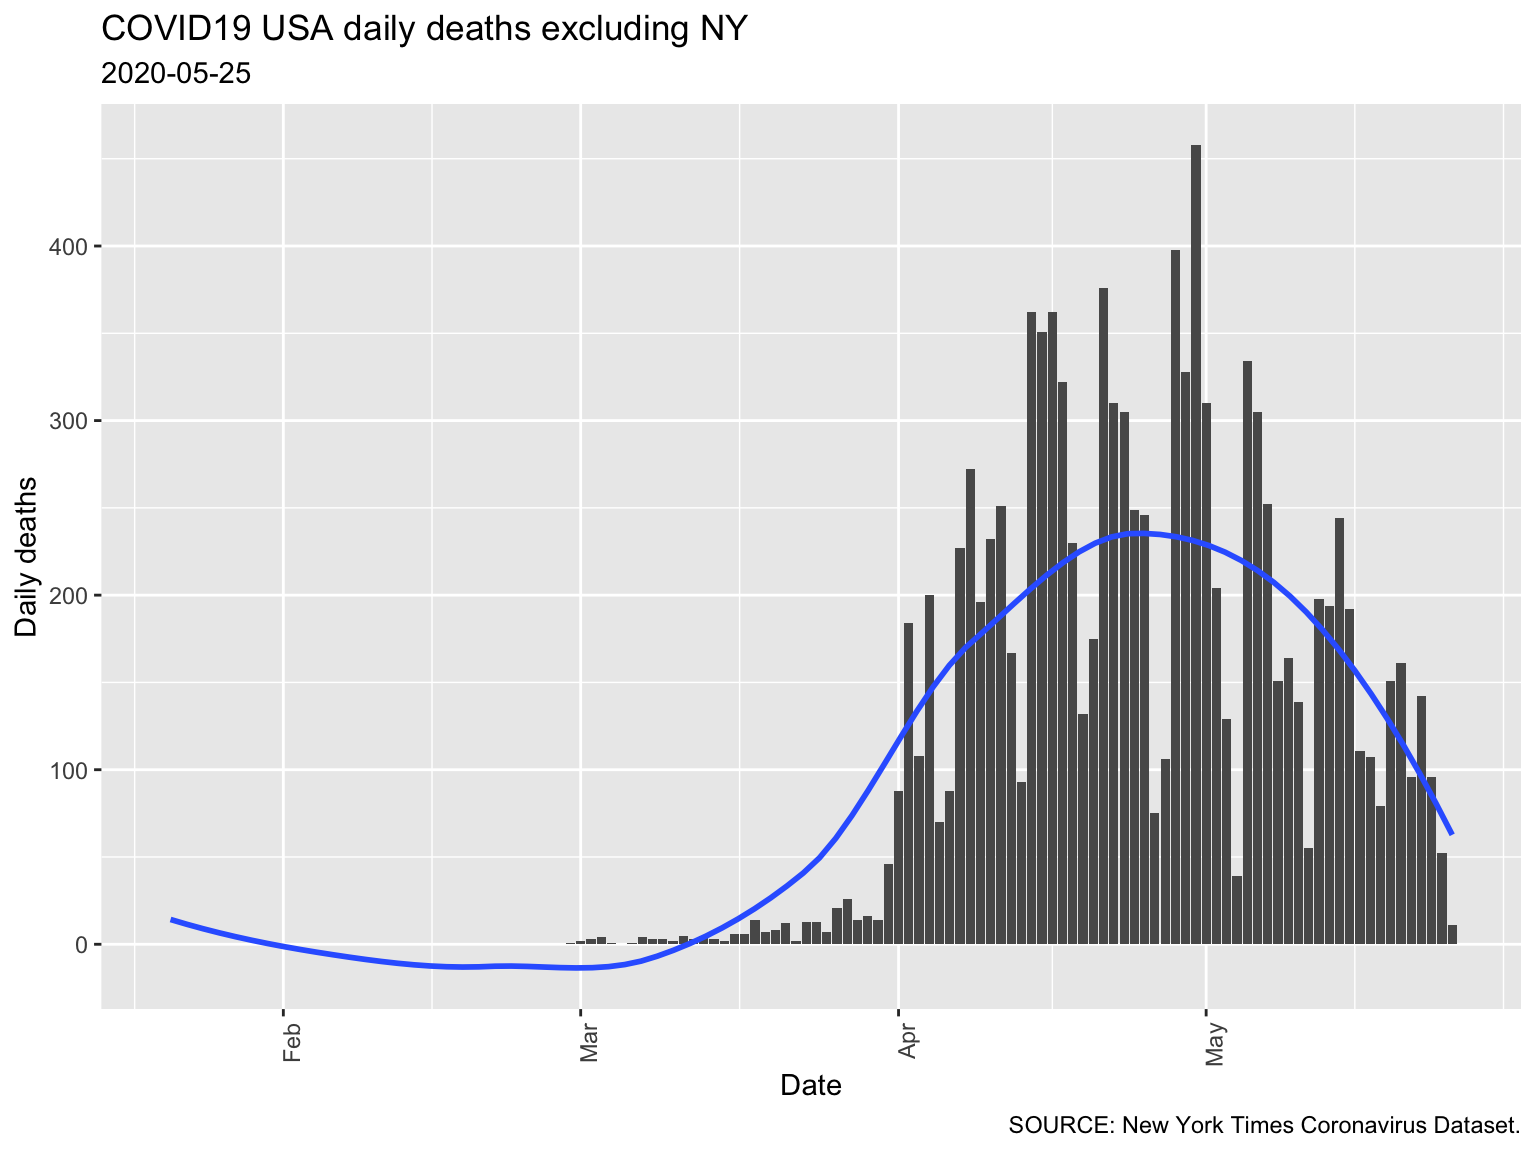 COVID19 USA daily deaths excluding NY
2020-05-25
Daily deaths
400
300
200
100
0
Feb
Mar
Apr
May
Date
SOURCE: New York Times Coronavirus Dataset.